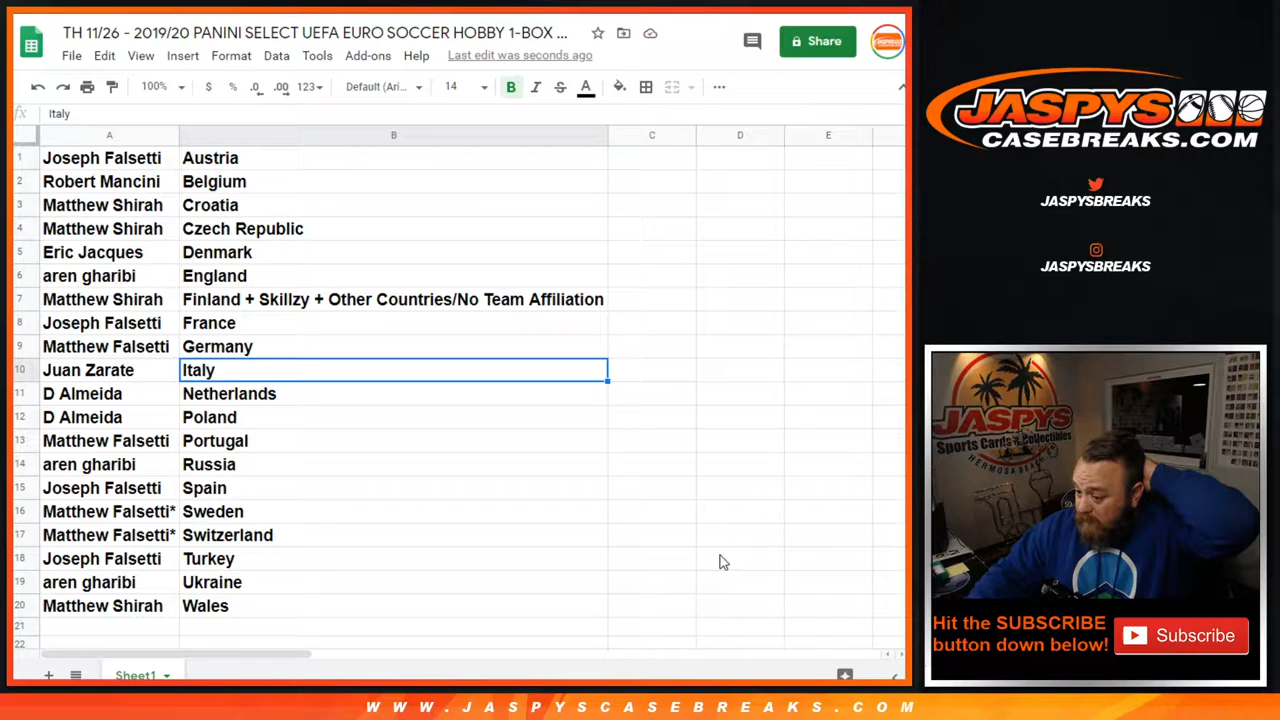 TH 11/26 - 2019/20 PANINI SELECT UEFA EURO SOCCER HOBBY 1-BOX ...
Share
File Edit View Insert Format Data Tools Add-ons Help Last edit was seconds ago
100% $ % .0 .00 123 Default (Ari... 14 B I S A
fx Italy
A B C D E
1 Joseph Falsetti Austria
2 Robert Mancini Belgium
3 Matthew Shirah Croatia
4 Matthew Shirah Czech Republic
5 Eric Jacques Denmark
6 aren gharibi England
7 Matthew Shirah Finland + Skillzy + Other Countries/No Team Affiliation
8 Joseph Falsetti France
9 Matthew Falsetti Germany
10 Juan Zarate Italy
11 D Almeida Netherlands
12 D Almeida Poland
13 Matthew Falsetti Portugal
14 aren gharibi Russia
15 Joseph Falsetti Spain
16 Matthew Falsetti* Sweden
17 Matthew Falsetti* Switzerland
18 Joseph Falsetti Turkey
19 aren gharibi Ukraine
20 Matthew Shirah Wales
21
22
Sheet1
JASPYS
CASEBREAKS.COM
JASPYSBREAKS
JASPYSBREAKS
JASPYS
Sports Cards & Collectibles
HERMOSA BEACH
Hit the SUBSCRIBE
button down below!
Subscribe
WWW.JASPYSCASEBREAKS.COM